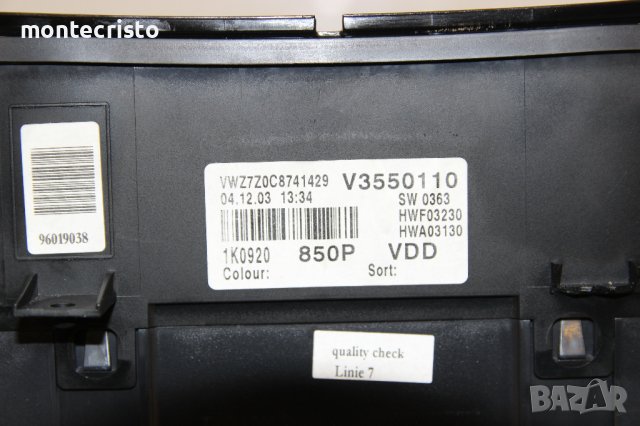 montecristo
VWZ7Z0C8741429 V3550110
04.12.03 13:34 SW 0363
HWF03230
HWA03130
1K0920 850P VDD
Colour: Sort:
96019038
quality check
Linie 7
BAZAR